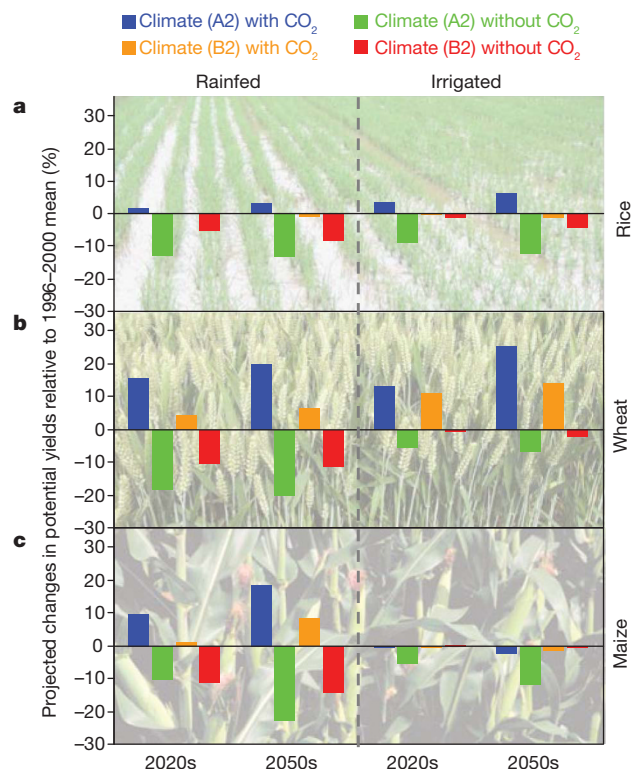 Climate (A2) with CO₂ Climate (A2) without CO₂
Climate (B2) with CO₂ Climate (B2) without CO₂
Rainfed Irrigated
a
30
20
10
0
–10
–20
–30
Rice
b
30
20
10
0
–10
–20
–30
Wheat
c
30
20
10
0
–10
–20
–30
Maize
Projected changes in potential yields relative to 1996–2000 mean (%)
2020s 2050s 2020s 2050s